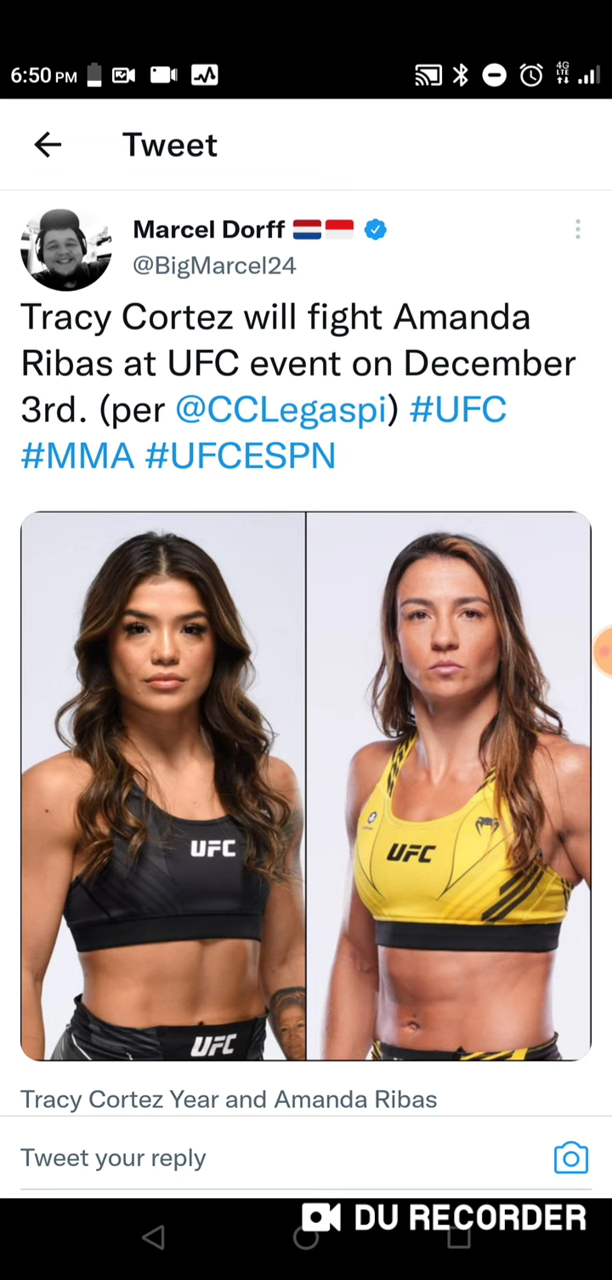 6:50 PM
4G
LTE
Tweet
Marcel Dorff
@BigMarcel24
Tracy Cortez will fight Amanda
Ribas at UFC event on December
3rd. (per @CCLegaspi) #UFC
#MMA #UFCESPN
UFC
UFC
UFC
Tracy Cortez Year and Amanda Ribas
Tweet your reply
DU RECORDER